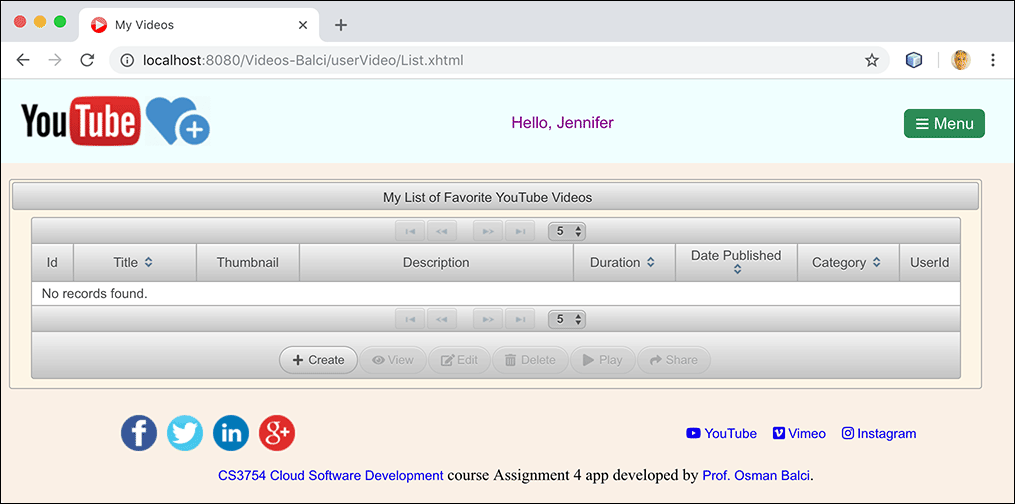 My Videos
localhost:8080/Videos-Balci/userVideo/List.xhtml
YouTube
Hello, Jennifer
Menu
My List of Favorite YouTube Videos
5
Id Title Thumbnail Description Duration Date Published Category UserId
No records found.
5
Create View Edit Delete Play Share
YouTube Vimeo Instagram
CS3754 Cloud Software Development course Assignment 4 app developed by Prof. Osman Balci.